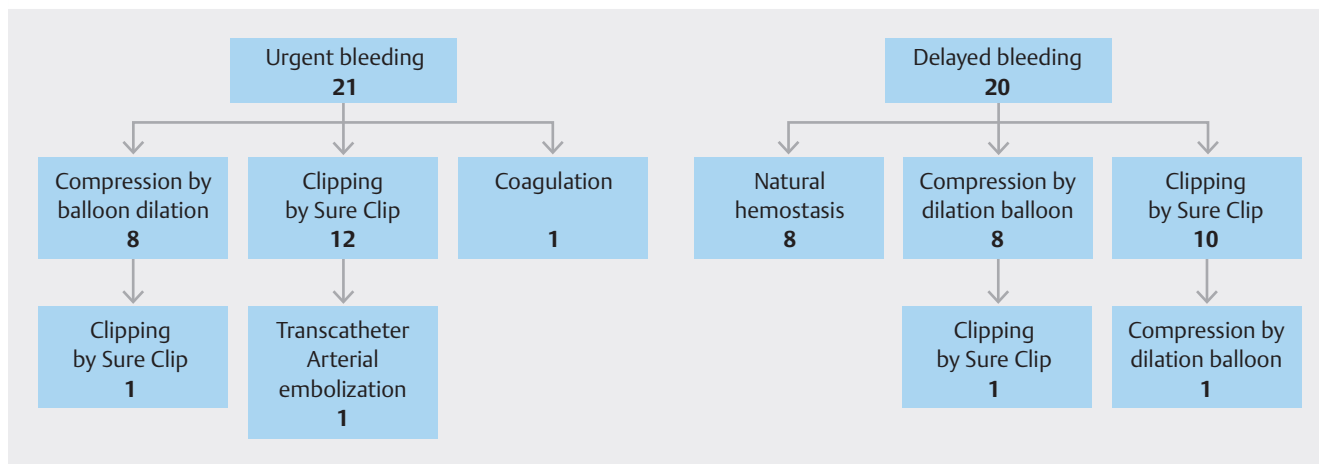 Urgent bleeding
21
Delayed bleeding
20
Compression by
balloon dilation
8
Clipping
by Sure Clip
12
Coagulation
1
Natural
hemostasis
8
Compression by
dilation balloon
8
Clipping
by Sure Clip
10
Clipping
by Sure Clip
1
Transcatheter
Arterial
embolization
1
Clipping
by Sure Clip
1
Compression by
dilation balloon
1